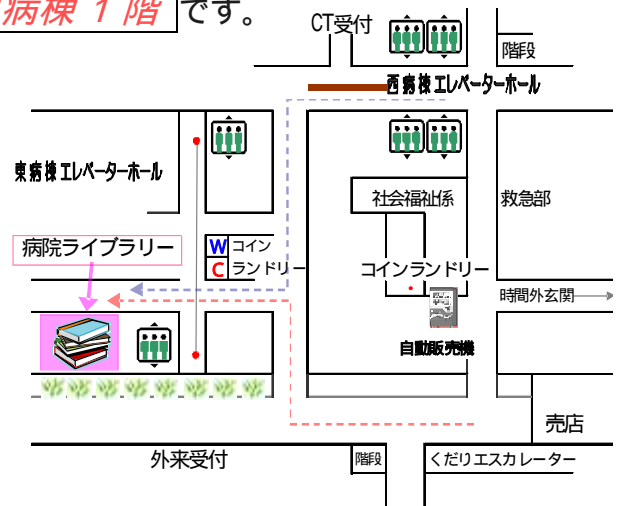 病棟 1 階 です。
CT受付
階段
西病棟エレベーターホール
東病棟エレベーターホール
社会福祉係
救急部
病院ライブラリー
W コイン
C ランドリー
コインランドリー
時間外玄関
自動販売機
売店
外来受付
階段
くだりエスカレーター